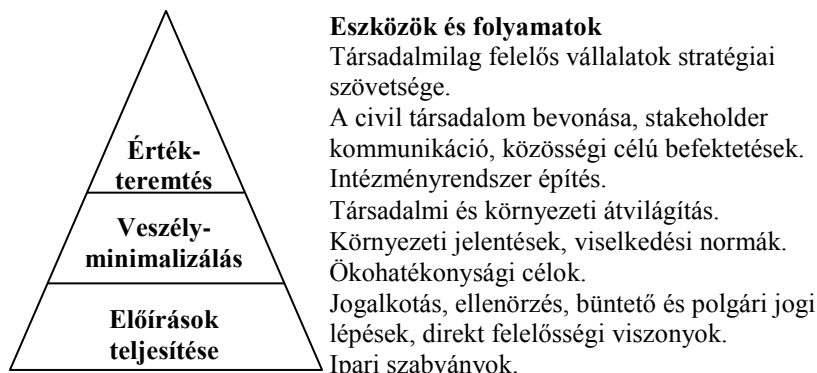 Érték-
teremtés
Veszély-
minimalizálás
Előírások
teljesítése
Eszközök és folyamatok
Társadalmilag felelős vállalatok stratégiai
szövetsége.
A civil társadalom bevonása, stakeholder
kommunikáció, közösségi célú befektetések.
Intézményrendszer építés.
Társadalmi és környezeti átvilágítás.
Környezeti jelentések, viselkedési normák.
Ökohatékonysági célok.
Jogalkotás, ellenörzés, büntető és polgári jogi
lépések, direkt felelősségi viszonyok.
Ipari szabványok.